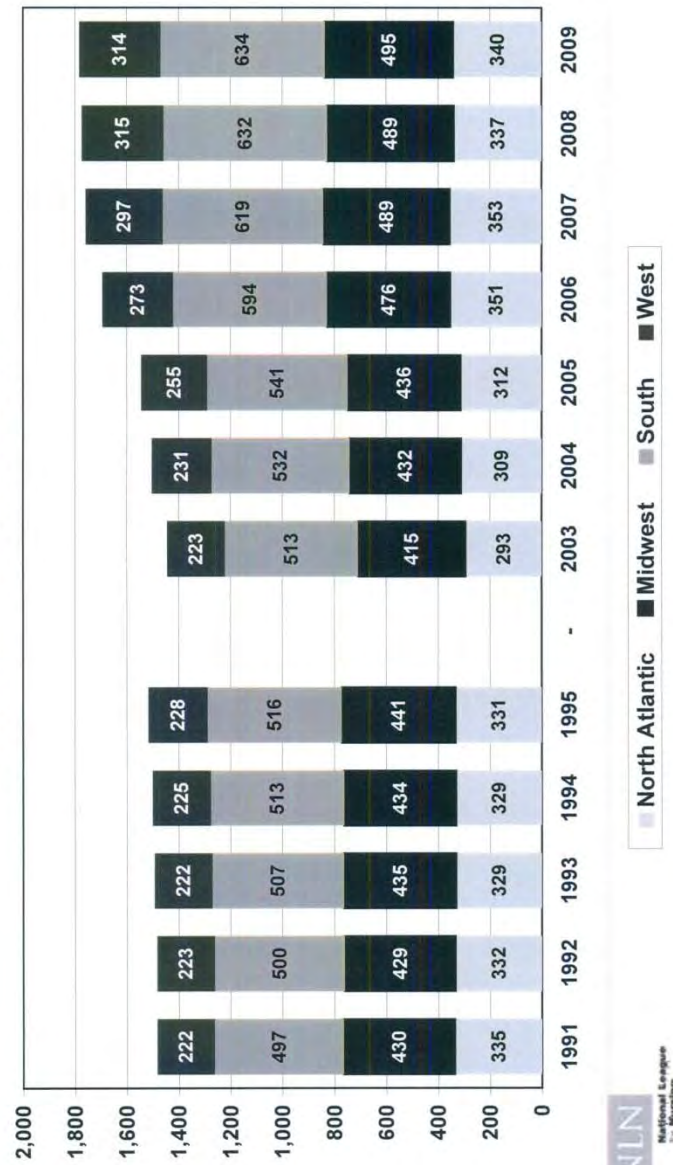 2,000
1,800
1,600
1,400
1,200
1,000
800
600
400
200
0
222 223 222 225 228 223 231 255 273 297 315 314
497 500 507 513 516 513 532 541 594 619 632 634
430 429 435 434 441 415 432 436 476 489 489 495
335 332 329 329 331 293 309 312 351 353 337 340
1991 1992 1993 1994 1995 - 2003 2004 2005 2006 2007 2008 2009
North Atlantic Midwest South West
NLN
National League